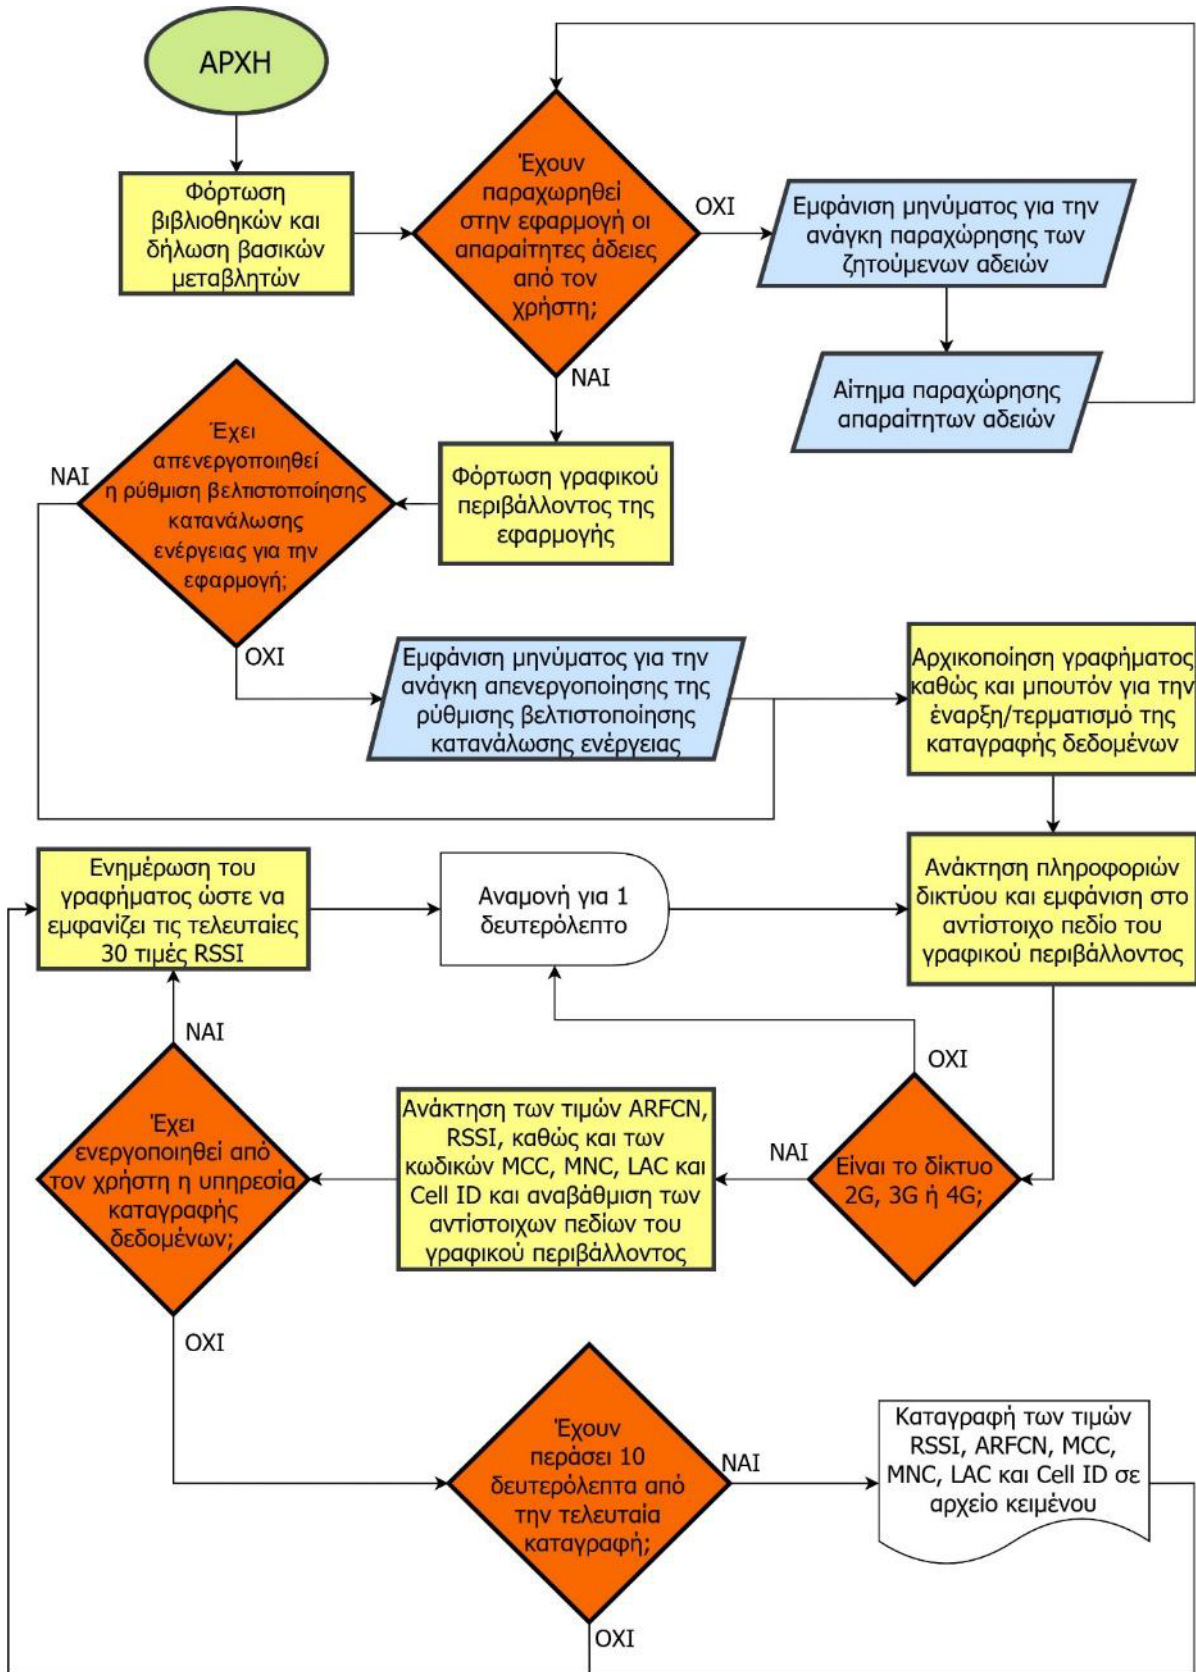 ΑΡΧΗ
Φόρτωση
βιβλιοθηκών και
δήλωση βασικών
μεταβλητών
Έχουν
παραχωρηθεί
στην εφαρμογή οι
απαραίτητες άδειες
από τον
χρήστη;
ΟΧΙ
Εμφάνιση μηνύματος για την
ανάγκη παραχώρησης των
ζητούμενων αδειών
Αίτημα παραχώρησης
απαραίτητων αδειών
ΝΑΙ
Φόρτωση γραφικού
περιβάλλοντος της
εφαρμογής
Έχει
απενεργοποιηθεί
η ρύθμιση βελτιστοποίησης
κατανάλωσης
ενέργειας για την
εφαρμογή;
ΝΑΙ
ΟΧΙ
Εμφάνιση μηνύματος για την
ανάγκη απενεργοποίησης της
ρύθμισης βελτιστοποίησης
κατανάλωσης ενέργειας
Αρχικοποίηση γραφήματος
καθώς και μπουτόν για την
έναρξη/τερματισμό της
καταγραφής δεδομένων
Ανάκτηση πληροφοριών
δικτύου και εμφάνιση στο
αντίστοιχο πεδίο του
γραφικού περιβάλλοντος
Ενημέρωση του
γραφήματος ώστε να
εμφανίζει τις τελευταίες
30 τιμές RSSI
Αναμονή για 1
δευτερόλεπτο
ΝΑΙ
ΟΧΙ
Είναι το δίκτυο
2G, 3G ή 4G;
ΝΑΙ
Ανάκτηση των τιμών ARFCN,
RSSI, καθώς και των
κωδικών MCC, MNC, LAC και
Cell ID και αναβάθμιση των
αντίστοιχων πεδίων του
γραφικού περιβάλλοντος
Έχει
ενεργοποιηθεί από
τον χρήστη η υπηρεσία
καταγραφής
δεδομένων;
ΟΧΙ
Έχουν
περάσει 10
δευτερόλεπτα από
την τελευταία
καταγραφή;
ΝΑΙ
Καταγραφή των τιμών
RSSI, ARFCN, MCC,
MNC, LAC και Cell ID σε
αρχείο κειμένου
ΟΧΙ